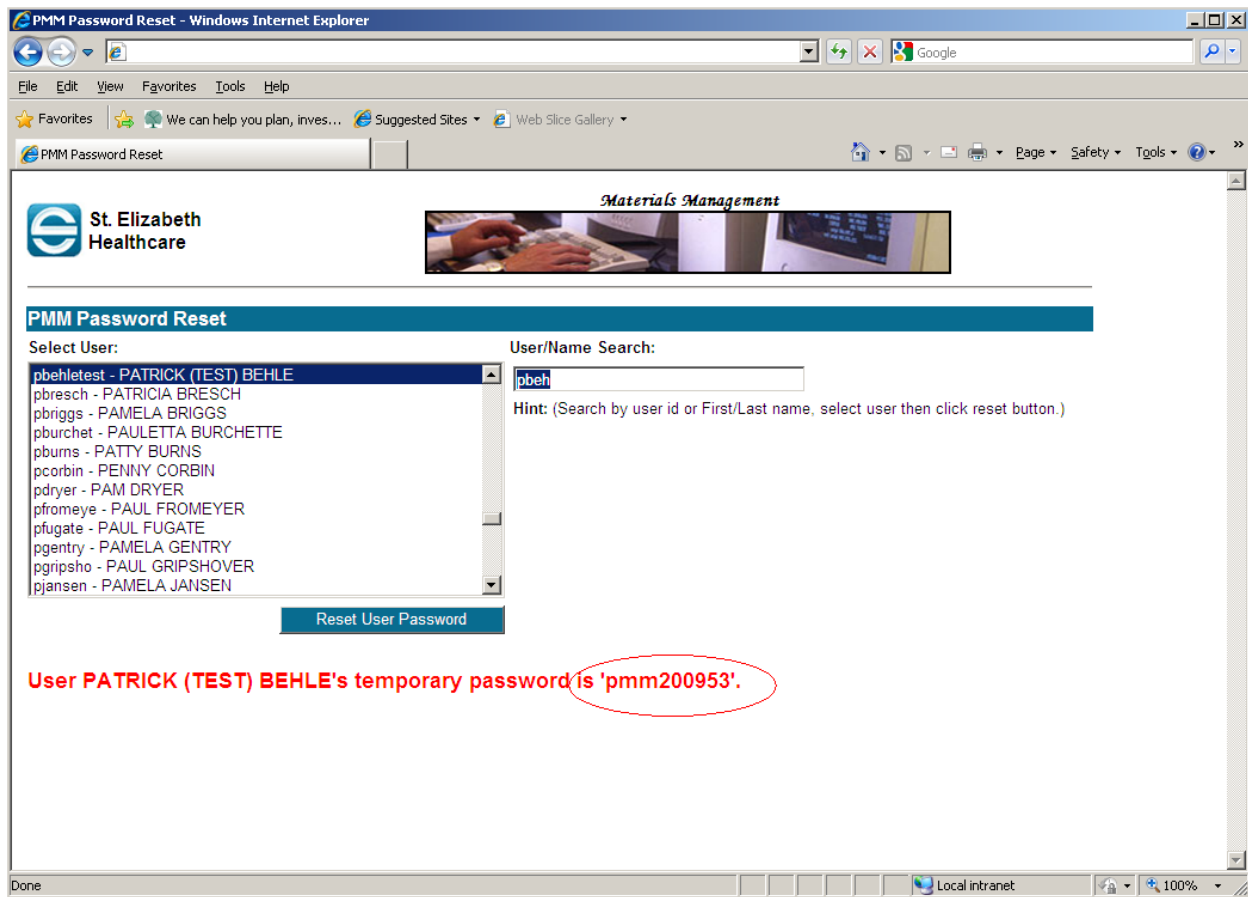 PMM Password Reset - Windows Internet Explorer
Google
File Edit View Favorites Tools Help
Favorites We can help you plan, inves... Suggested Sites Web Slice Gallery
PMM Password Reset
Page Safety Tools »
St. Elizabeth
Healthcare
Materials Management
PMM Password Reset
Select User:
User/Name Search:
pbehletest - PATRICK (TEST) BEHLE
pbresch - PATRICIA BRESCH
pbriggs - PAMELA BRIGGS
pburchet - PAULETTA BURCHETTE
pburns - PATTY BURNS
pcorbin - PENNY CORBIN
pdryer - PAM DRYER
pfromeye - PAUL FROMEYER
pfugate - PAUL FUGATE
pgentry - PAMELA GENTRY
pgripsho - PAUL GRIPSHOVER
pjansen - PAMELA JANSEN
pbeh
Hint: (Search by user id or First/Last name, select user then click reset button.)
Reset User Password
User PATRICK (TEST) BEHLE's temporary password is 'pmm200953'.
Done
Local intranet
100%